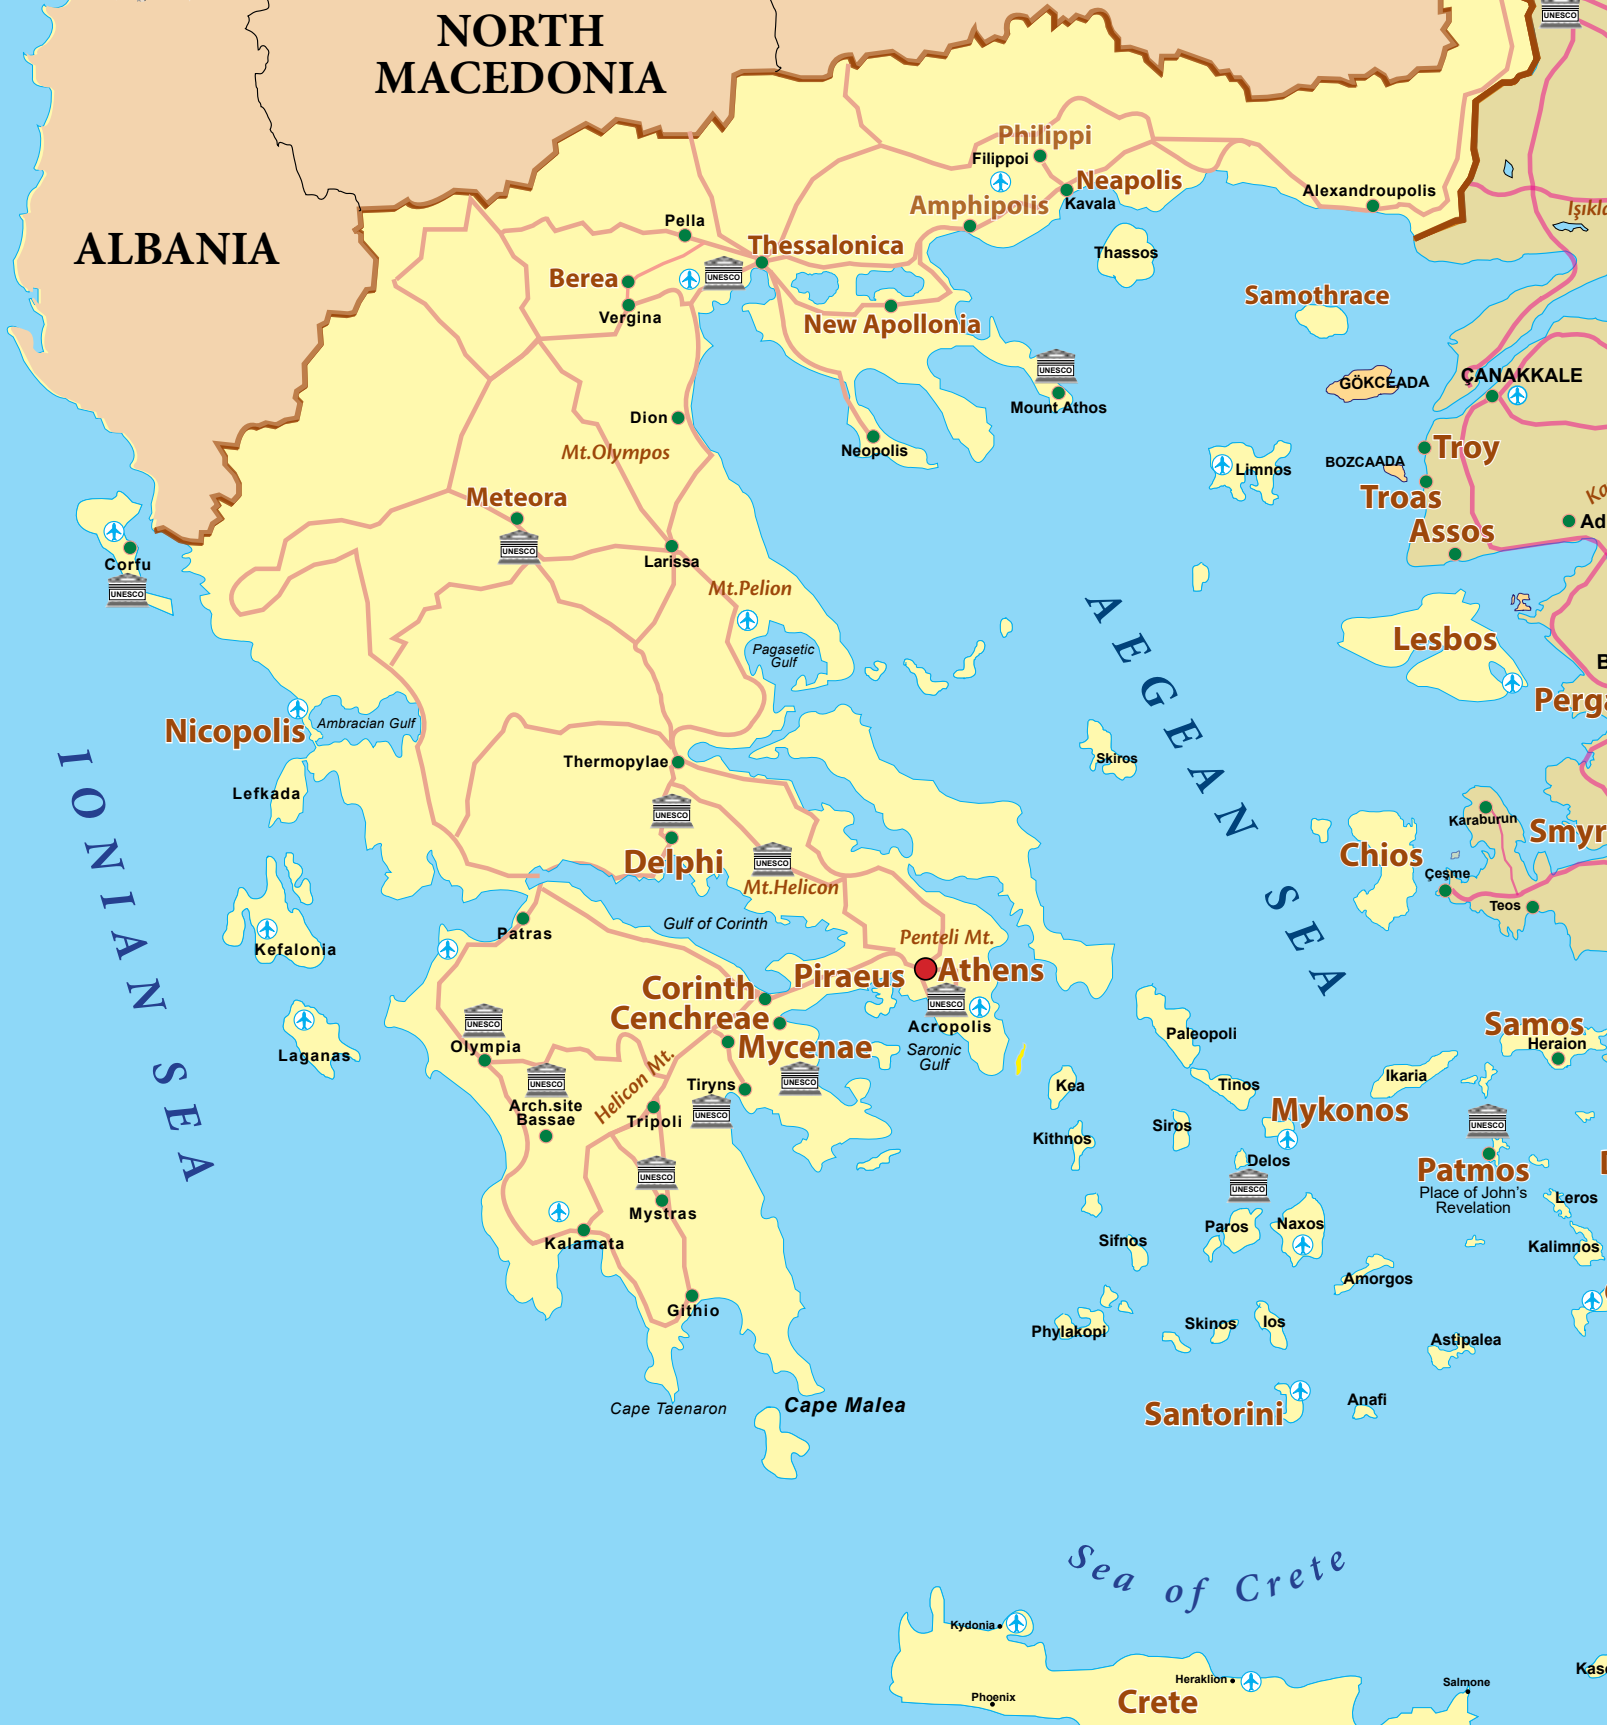 NORTH
MACEDONIA
UNESCO
Philippi
Filippoi
Neapolis
Kavala
Alexandroupolis
Amphipolis
ALBANIA
Pella
Thessalonica
Thassos
Berea
UNESCO
Vergina
New Apollonia
Samothrace
UNESCO
GÖKCEADA
ÇANAKKALE
Mount Athos
Dion
Mt.Olympos
Neopolis
Troy
Limnos
BOZCAADA
Troas
Meteora
Assos
UNESCO
Larissa
Corfu
UNESCO
Mt.Pelion
AEGEAN SEA
Lesbos
Pagasetic
Gulf
Nicopolis
Ambracian Gulf
IONIAN SEA
Thermopylae
Skiros
Lefkada
UNESCO
Delphi
UNESCO
Mt.Helicon
Karaburun
Chios
Çeşme
Teos
Patras
Gulf of Corinth
Kefalonia
Penteli Mt.
Piraeus
Athens
Corinth
UNESCO
Acropolis
Cenchreae
UNESCO
Olympia
Mycenae
Saronic
Gulf
Laganas
Paleopoli
Samos
Heraion
UNESCO
Arch.site
Bassae
Helicon Mt.
Tiryns
UNESCO
UNESCO
Tripoli
Kea
Tinos
Ikaria
Mykonos
Kithnos
Siros
UNESCO
Delos
UNESCO
Patmos
Place of John's
Revelation
Leros
UNESCO
Mystras
Kalamata
Paros
Naxos
Sifnos
Kalimnos
Amorgos
Githio
Phylakopi
Skinos
Ios
Astipalea
Cape Taenaron
Cape Malea
Santorini
Anafi
Sea of Crete
Kydonia
Phoenix
Heraklion
Crete
Salmone